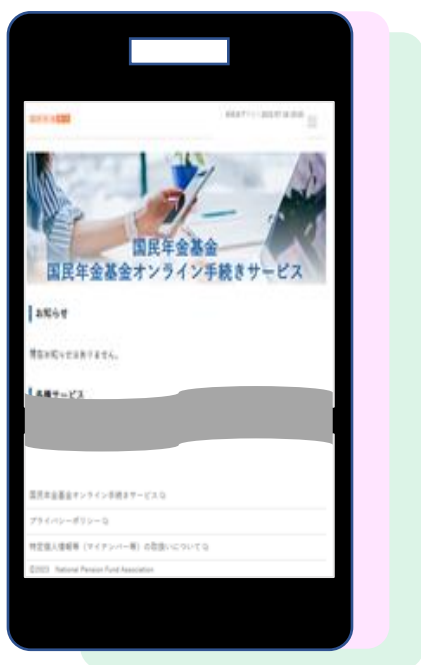 国民年金基金
国民年金基金オンライン手続きサービス
お知らせ
現在お知らせはありません。
各種サービス
国民年金基金オンライン手続きサービス
プライバシーポリシー
特定個人情報等（マイナンバー等）の取扱いについて
©2023 National Pension Fund Association